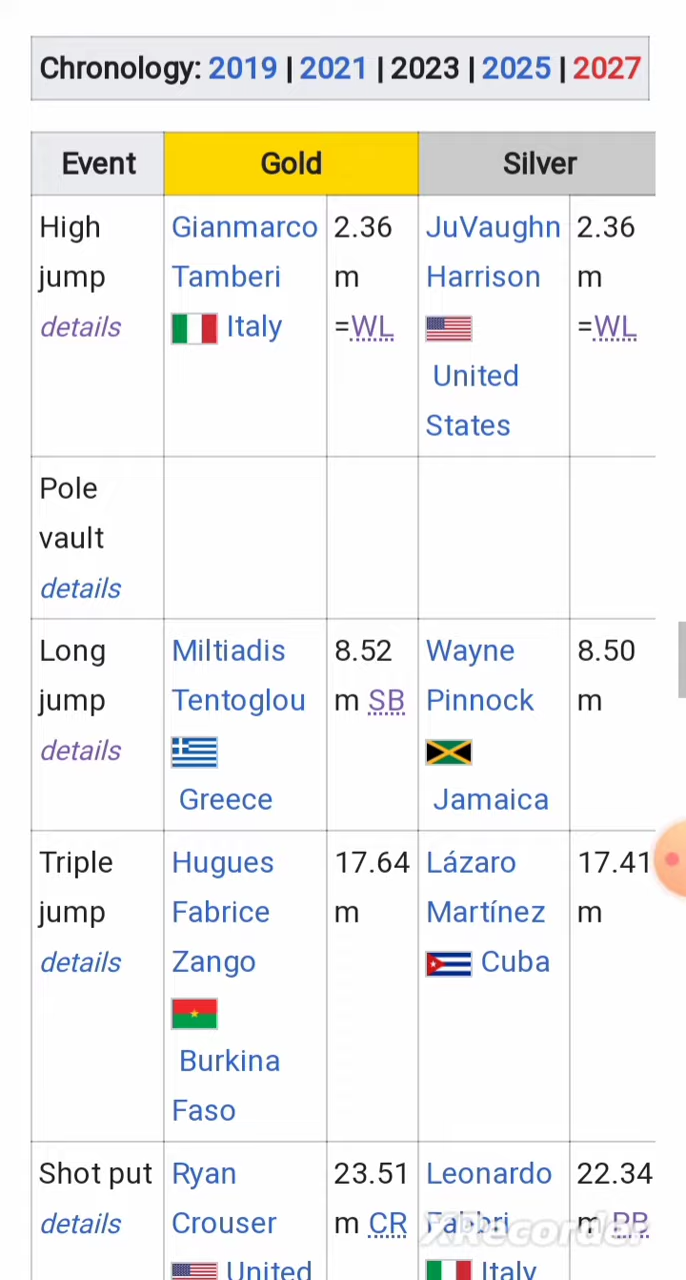 Chronology: 2019 | 2021 | 2023 | 2025 | 2027
Event Gold Silver
High Gianmarco 2.36 JuVaughn 2.36
jump Tamberi m Harrison m
details Italy =WL =WL
United
States
Pole
vault
details
Long Miltiadis 8.52 Wayne 8.50
jump Tentoglou m SB Pinnock m
details
Greece Jamaica
Triple Hugues 17.64 Lázaro 17.41
jump Fabrice m Martínez m
details Zango Cuba
Burkina
Faso
Shot put Ryan 23.51 Leonardo 22.34
details Crouser m CR Fabbri m PB
XRecorder
United Italy